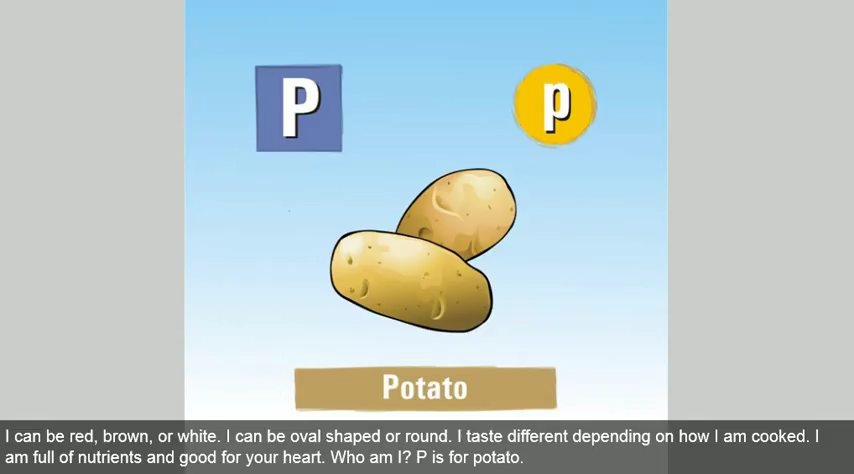 P
p
Potato
I can be red, brown, or white. I can be oval shaped or round. I taste different depending on how I am cooked. I
am full of nutrients and good for your heart. Who am I? P is for potato.